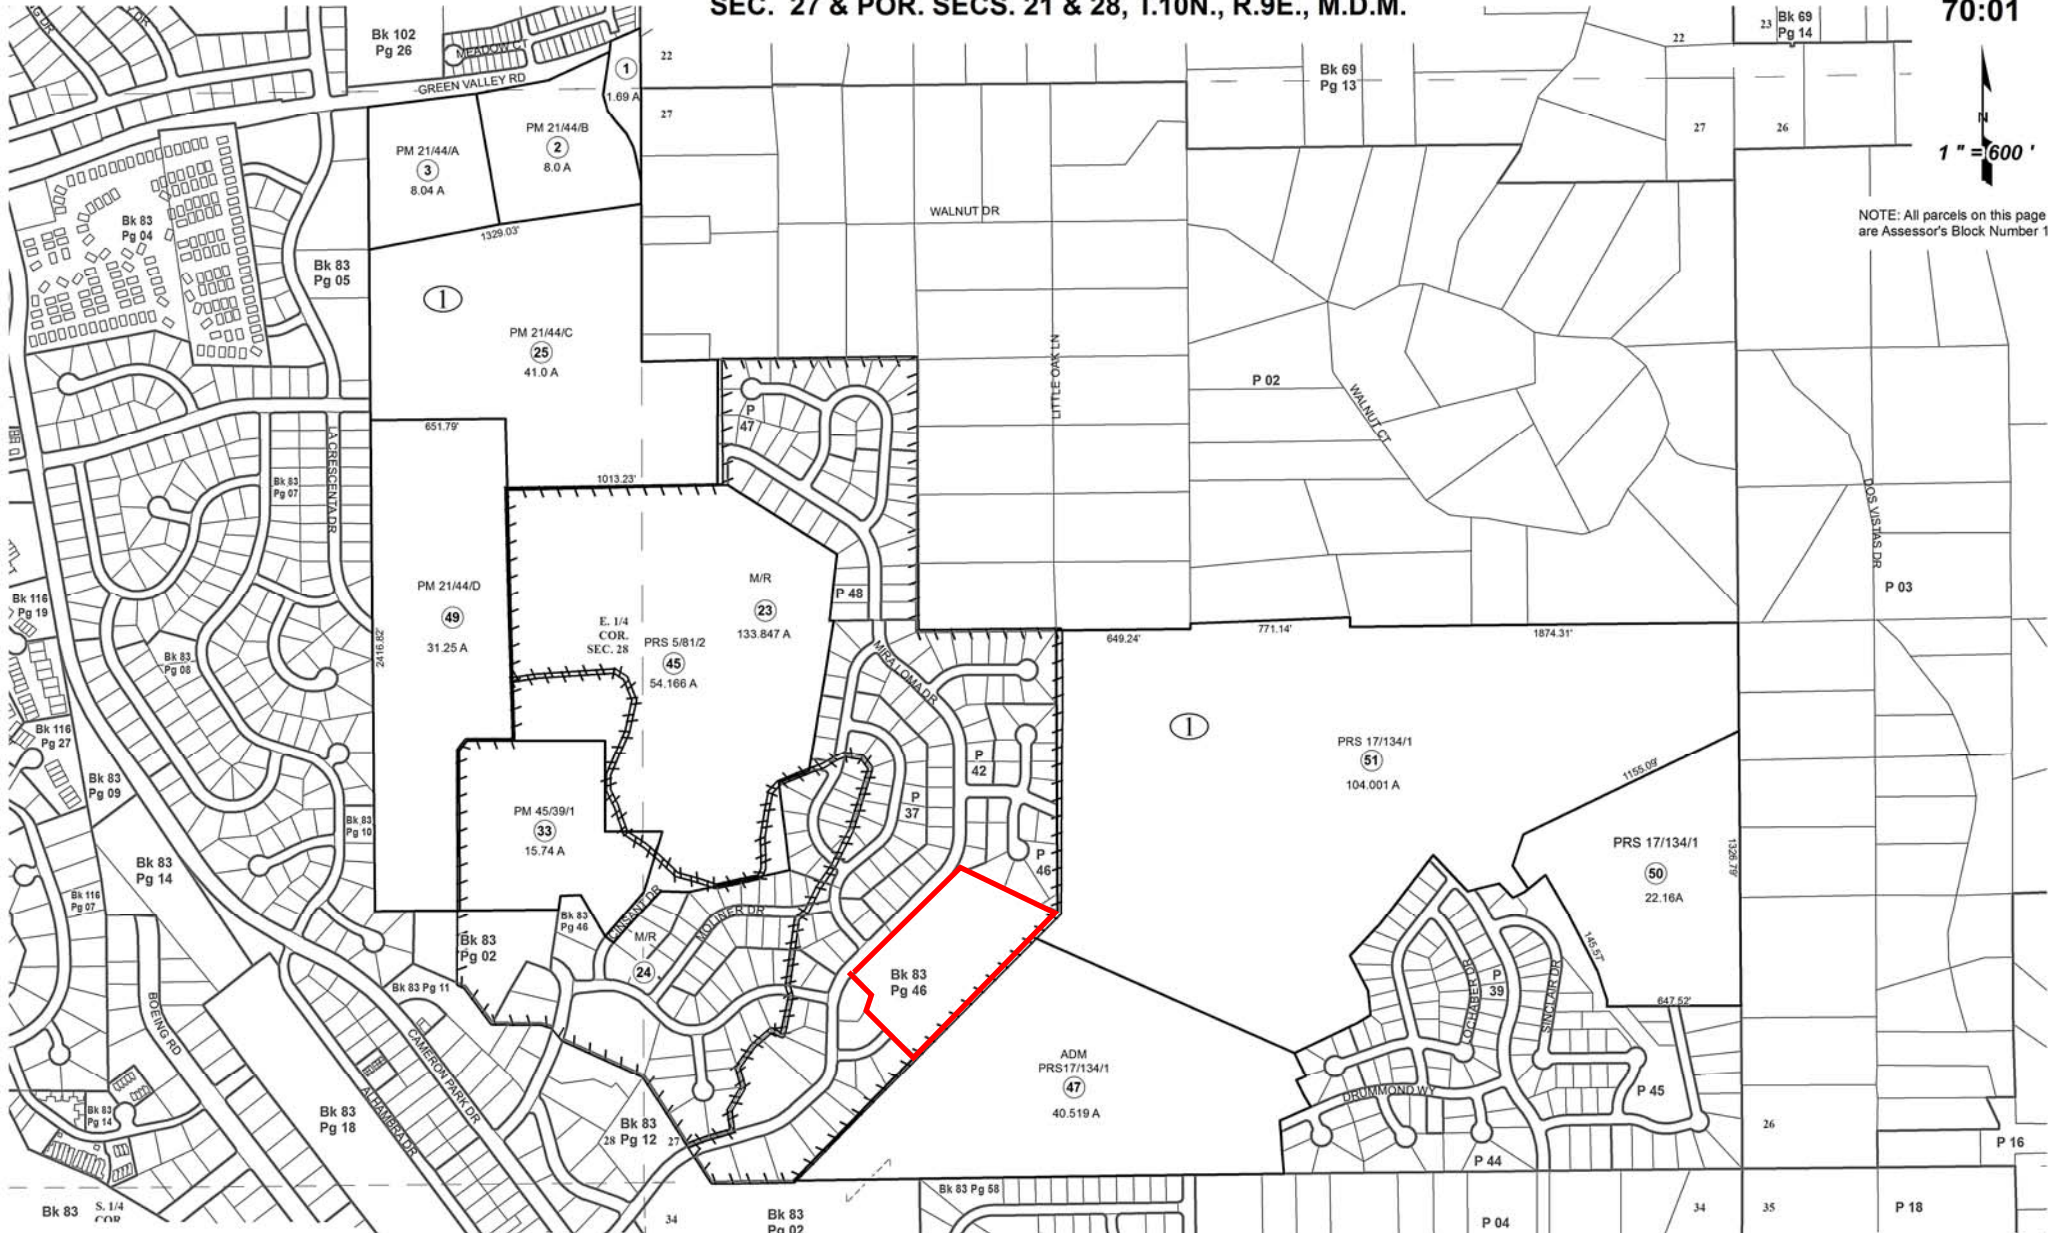 SEC. 27 & POR. SECS. 21 & 28, T.10N., R.9E., M.D.M.
70:01
N
1 " = 600 '
NOTE: All parcels on this page
are Assessor's Block Number 1
Bk 102
Pg 26
MEADOW CT
GREEN VALLEY RD
1
1.69 A
22
27
Bk 69
Pg 13
22
23
Bk 69
Pg 14
27
26
PM 21/44/A
3
8.04 A
PM 21/44/B
2
8.0 A
1329.03'
Bk 83
Pg 04
Bk 83
Pg 05
WALNUT DR
1
PM 21/44/C
25
41.0 A
LITTLE OAK LN
P 02
WALNUT CT
P
47
651.79'
LA CRESCENTA DR
1013.23'
Bk 83
Pg 07
DOS VISTAS DR
P 03
PM 21/44/D
49
31.25 A
2416.82'
M/R
23
133.847 A
P 48
E. 1/4
COR.
SEC. 28
PRS 5/81/2
45
54.166 A
Bk 116
Pg 19
Bk 83
Pg 08
MIRA LOMA DR
649.24'
771.14'
1874.31'
Bk 116
Pg 27
Bk 83
Pg 09
1
PRS 17/134/1
51
104.001 A
1155.09'
P
42
P
37
PM 45/39/1
33
15.74 A
Bk 83
Pg 10
PRS 17/134/1
50
22.16A
1326.79'
P
46
Bk 83
Pg 14
Bk 116
Pg 07
Bk 83
Pg 46
CINSANT DR
MOLINER DR
M/R
24
Bk 83
Pg 02
Bk 83
Pg 46
145.57'
647.52'
Bk 83 Pg 11
BOEING RD
CAMERON PARK DR
ALHAMBRA DR
P
39
LOCHABER DR
SINCLAIR DR
ADM
PRS17/134/1
47
40.519 A
DRUMMOND WY
P 45
Bk 83
Pg 14
Bk 83
Pg 18
Bk 83
Pg 12
28
27
26
P 16
P 44
Bk 83
S. 1/4
COR
34
Bk 83
Pg 02
Bk 83 Pg 58
P 04
34
35
P 18